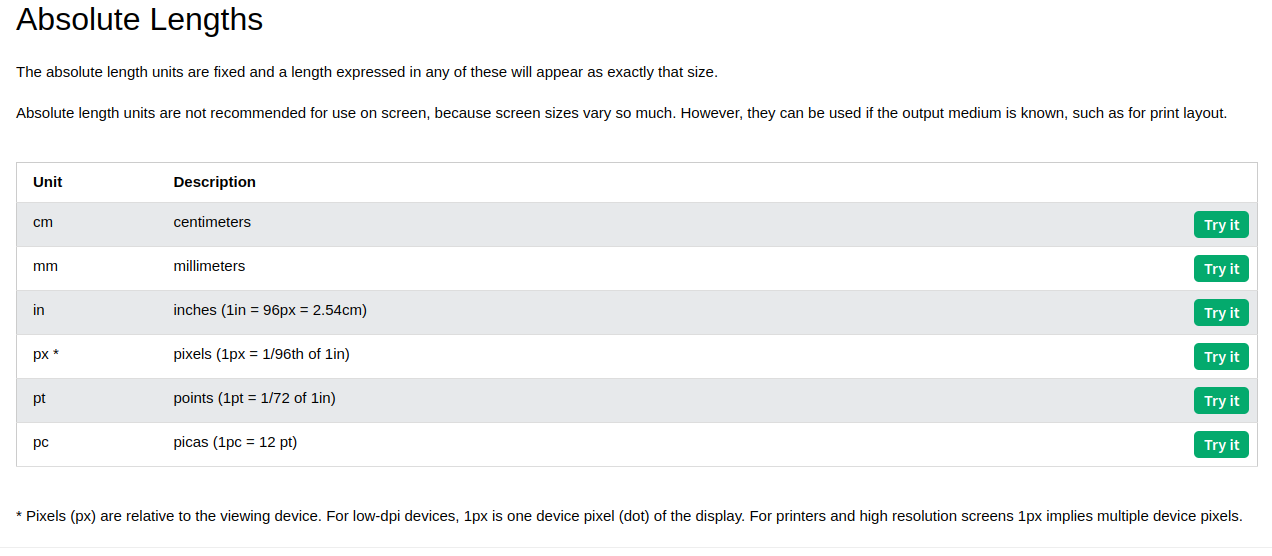 Absolute Lengths
The absolute length units are fixed and a length expressed in any of these will appear as exactly that size.
Absolute length units are not recommended for use on screen, because screen sizes vary so much. However, they can be used if the output medium is known, such as for print layout.
Unit Description
cm centimeters Try it
mm millimeters Try it
in inches (1in = 96px = 2.54cm) Try it
px * pixels (1px = 1/96th of 1in) Try it
pt points (1pt = 1/72 of 1in) Try it
pc picas (1pc = 12 pt) Try it
* Pixels (px) are relative to the viewing device. For low-dpi devices, 1px is one device pixel (dot) of the display. For printers and high resolution screens 1px implies multiple device pixels.